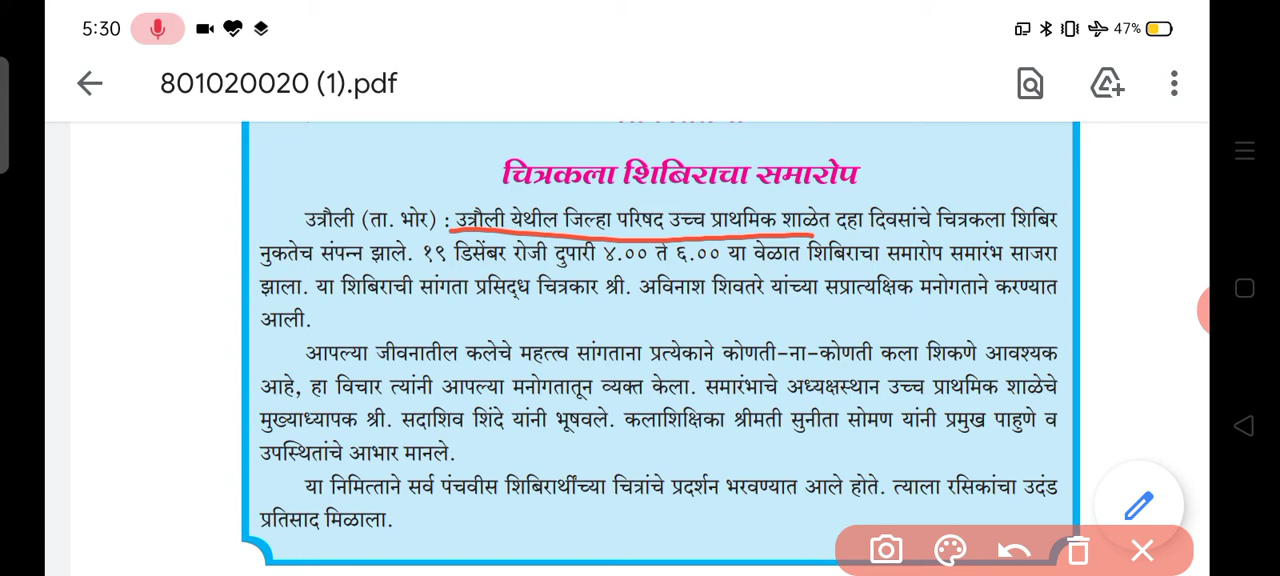 5:30
47%
801020020 (1).pdf
चित्रकला शिबिराचा समारोप
उत्रौली (ता. भोर) : उत्रौली येथील जिल्हा परिषद उच्च प्राथमिक शाळेत दहा दिवसांचे चित्रकला शिबिर
नुकतेच संपन्न झाले. १९ डिसेंबर रोजी दुपारी ४.०० ते ६.०० या वेळात शिबिराचा समारोप समारंभ साजरा
झाला. या शिबिराची सांगता प्रसिद्ध चित्रकार श्री. अविनाश शिवतरे यांच्या सप्रात्यक्षिक मनोगताने करण्यात
आली.
आपल्या जीवनातील कलेचे महत्त्व सांगताना प्रत्येकाने कोणती-ना-कोणती कला शिकणे आवश्यक
आहे, हा विचार त्यांनी आपल्या मनोगतातून व्यक्त केला. समारंभाचे अध्यक्षस्थान उच्च प्राथमिक शाळेचे
मुख्याध्यापक श्री. सदाशिव शिंदे यांनी भूषवले. कलाशिक्षिका श्रीमती सुनीता सोमण यांनी प्रमुख पाहुणे व
उपस्थितांचे आभार मानले.
या निमित्ताने सर्व पंचवीस शिबिरार्थींच्या चित्रांचे प्रदर्शन भरवण्यात आले होते. त्याला रसिकांचा उदंड
प्रतिसाद मिळाला.